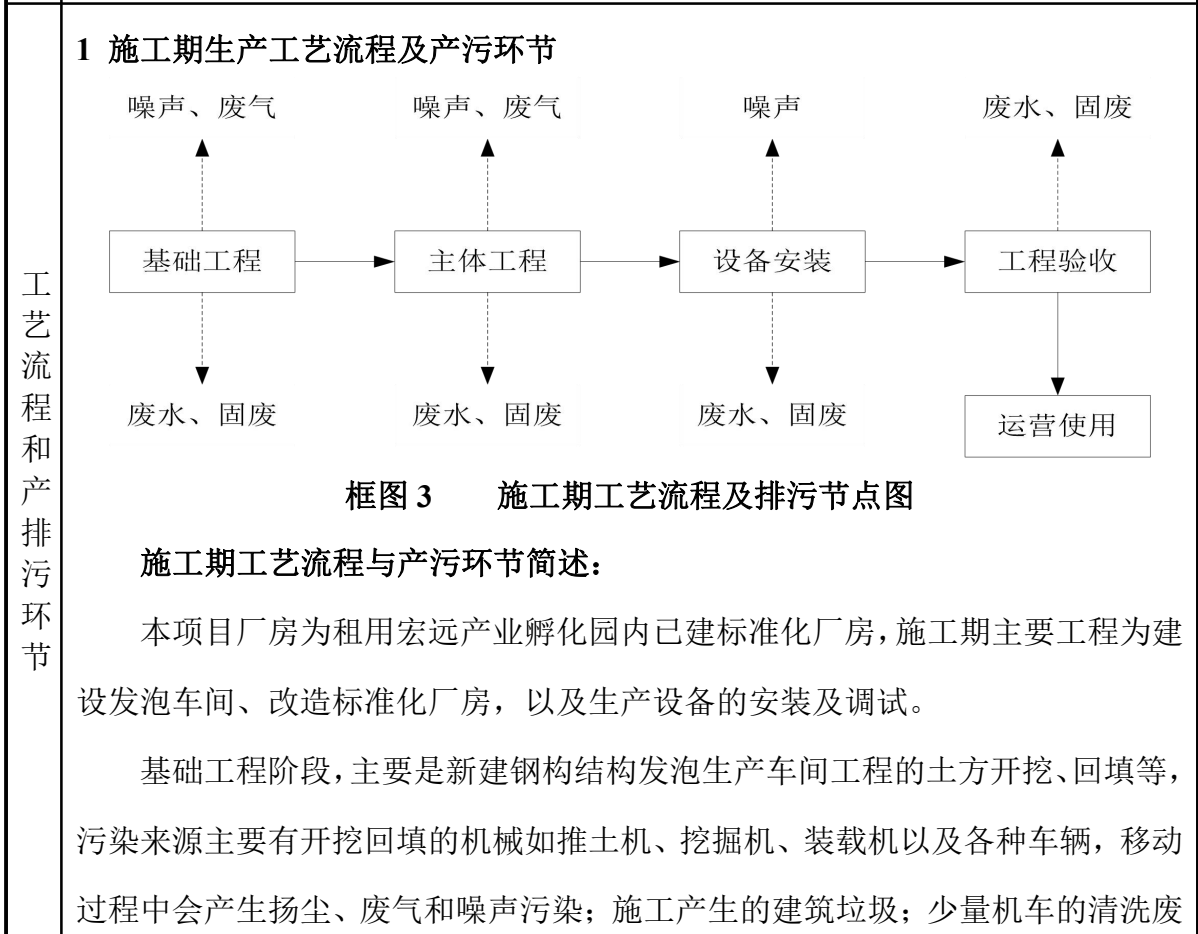 工艺流程和产排污环节
1 施工期生产工艺流程及产污环节
噪声、废气 噪声、废气 噪声 废水、固废
基础工程 主体工程 设备安装 工程验收
废水、固废 废水、固废 废水、固废 运营使用
框图 3 施工期工艺流程及排污节点图
施工期工艺流程与产污环节简述：
本项目厂房为租用宏远产业孵化园内已建标准化厂房，施工期主要工程为建
设发泡车间、改造标准化厂房，以及生产设备的安装及调试。
基础工程阶段，主要是新建钢构结构发泡生产车间工程的土方开挖、回填等，
污染来源主要有开挖回填的机械如推土机、挖掘机、装载机以及各种车辆，移动
过程中会产生扬尘、废气和噪声污染；施工产生的建筑垃圾；少量机车的清洗废